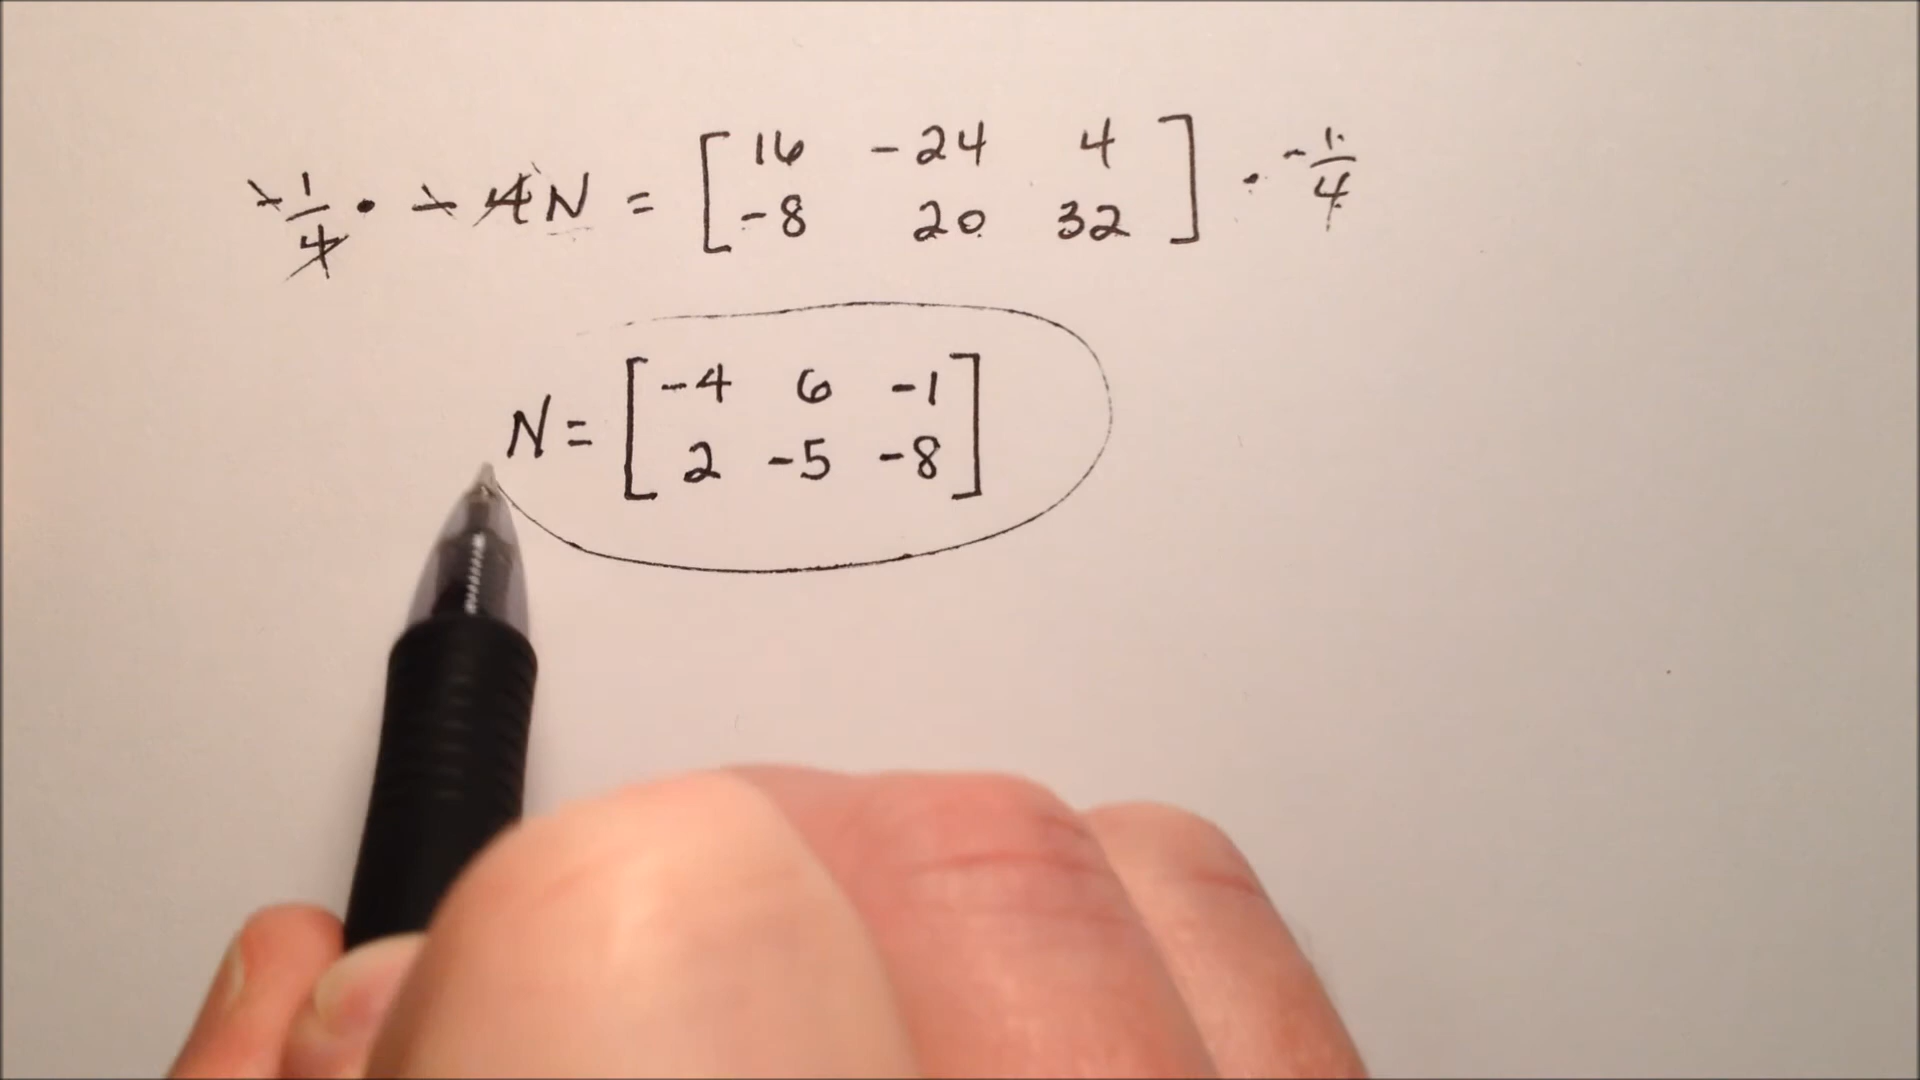 -1/4 · -4N = [16 -24 4
-8 20 32] · -1/4
N = [-4 6 -1
2 -5 -8]